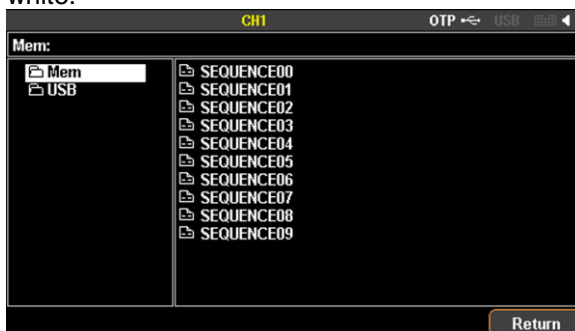 CH1 OTP USB
Mem:
Mem
USB
SEQUENCE00
SEQUENCE01
SEQUENCE02
SEQUENCE03
SEQUENCE04
SEQUENCE05
SEQUENCE06
SEQUENCE07
SEQUENCE08
SEQUENCE09
Return